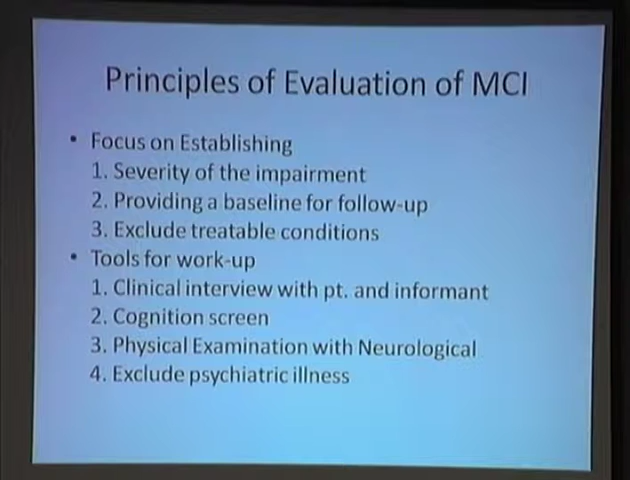 Principles of Evaluation of MCI
• Focus on Establishing
1. Severity of the impairment
2. Providing a baseline for follow-up
3. Exclude treatable conditions
• Tools for work-up
1. Clinical interview with pt. and informant
2. Cognition screen
3. Physical Examination with Neurological
4. Exclude psychiatric illness